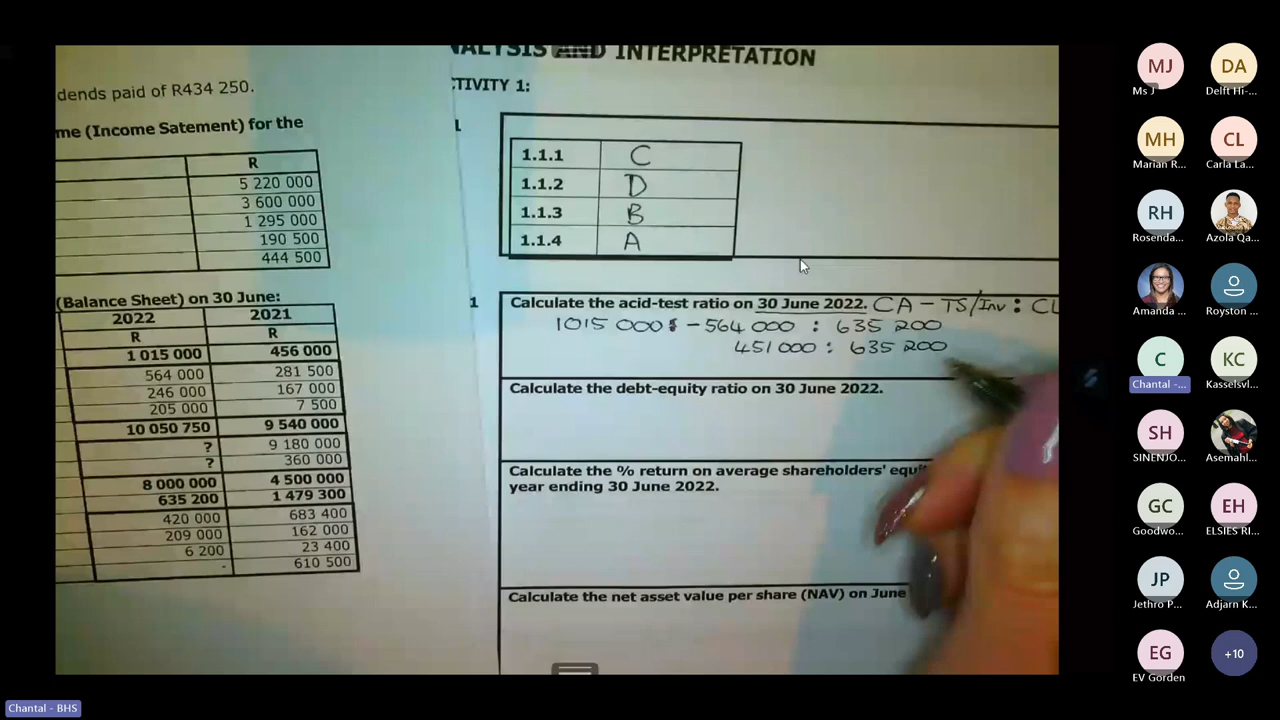 NALYSIS AND INTERPRETATION
dends paid of R434 250.
me (Income Satement) for the
R
5 220 000
3 600 000
1 295 000
190 500
444 500
(Balance Sheet) on 30 June:
2022 2021
R R
1 015 000 456 000
564 000 281 500
246 000 167 000
205 000 7 500
10 050 750 9 540 000
? 9 180 000
? 360 000
8 000 000 4 500 000
635 200 1 479 300
420 000 683 400
209 000 162 000
6 200 23 400
- 610 500
CTIVITY 1:
1
1.1.1 C
1.1.2 D
1.1.3 B
1.1.4 A
1
Calculate the acid-test ratio on 30 June 2022. CA - TS/Inv : CL
1015 000 - 564 000 : 635 200
451 000 : 635 200
Calculate the debt-equity ratio on 30 June 2022.
Calculate the % return on average shareholders' equi
year ending 30 June 2022.
Calculate the net asset value per share (NAV) on June
MJ
Ms J
DA
Delft Hi-...
MH
Marian R...
CL
Carla La...
RH
Rosenda...
Azola Qa...
Amanda ...
Royston ...
C
Chantal -...
KC
Kasselsvl...
SH
SINENJO...
Asemahl...
GC
Goodwo...
EH
ELSIES RI...
JP
Jethro P...
Adjarn K...
EG
EV Gorden
+10
Chantal - BHS